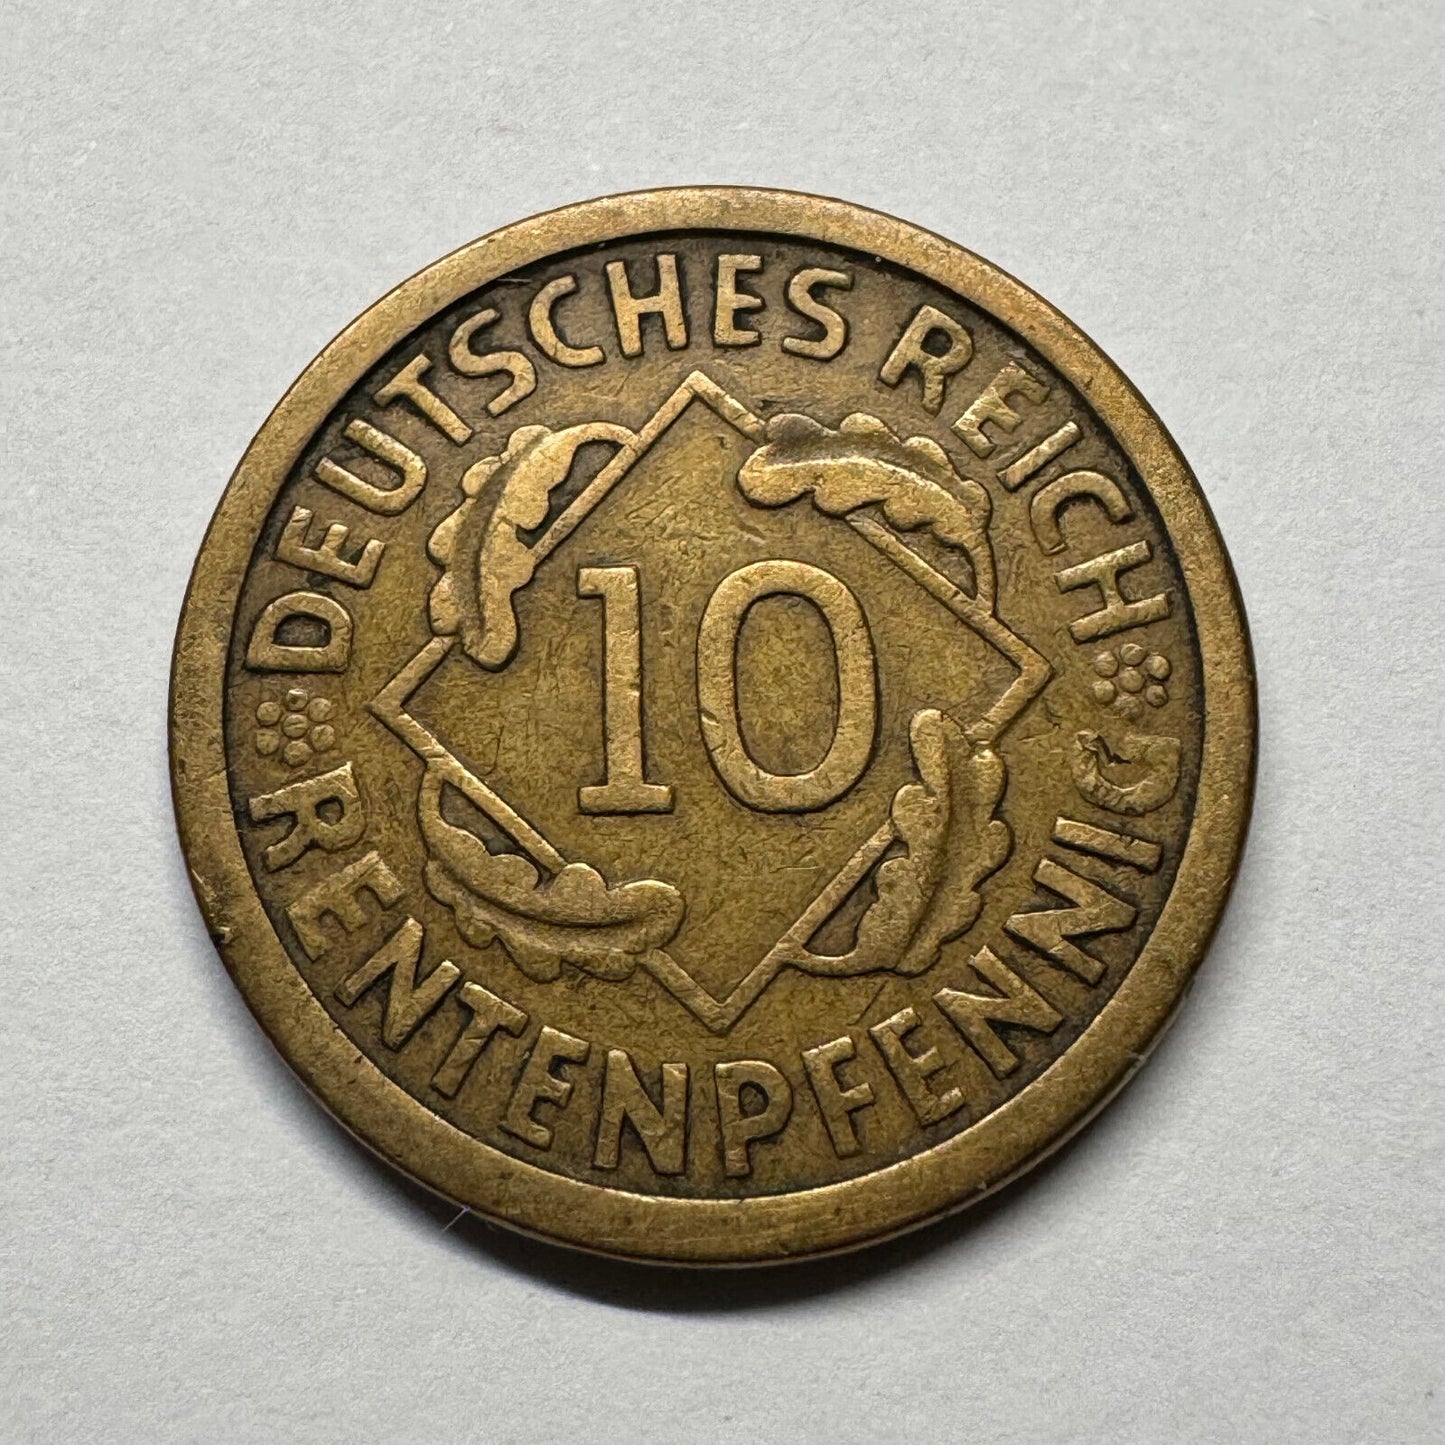 DEUTSCHES REICH
10
RENTENPFENNIG